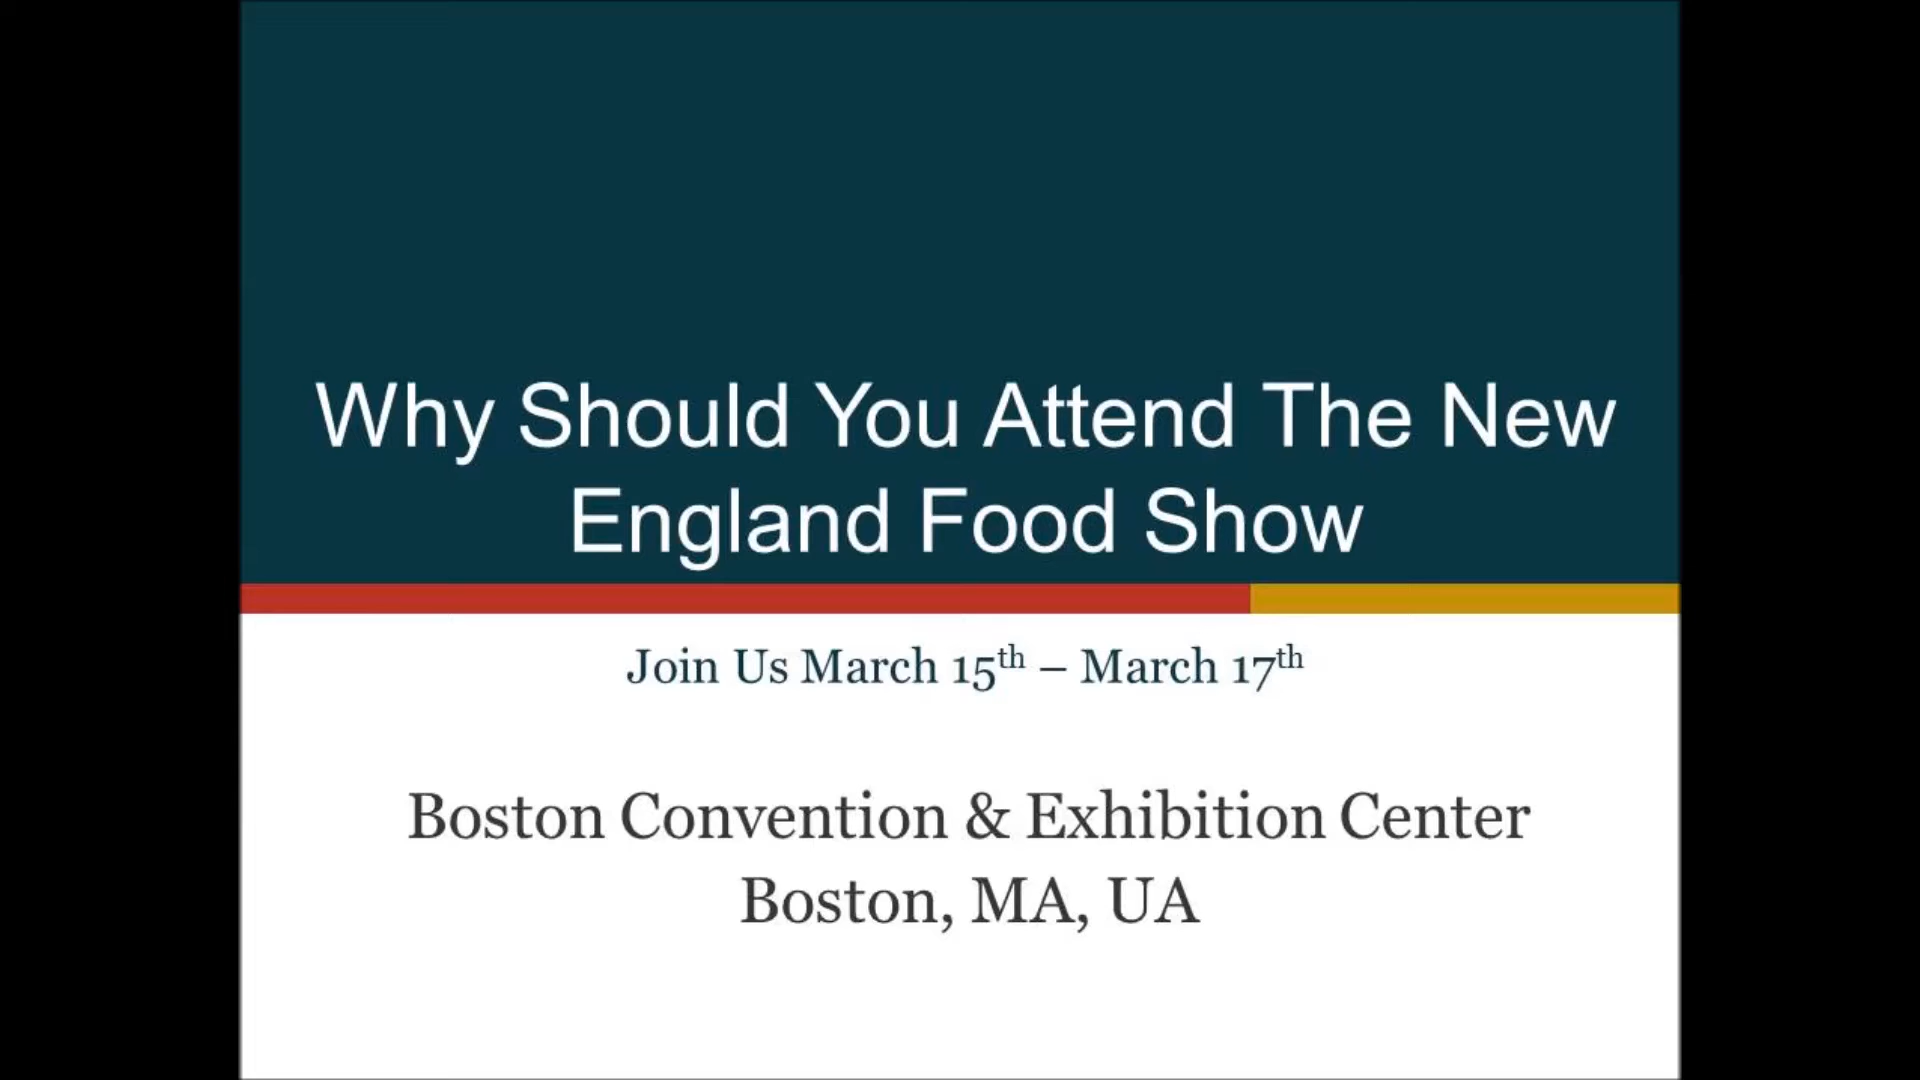 Why Should You Attend The New
England Food Show
Join Us March 15th – March 17th
Boston Convention & Exhibition Center
Boston, MA, UA